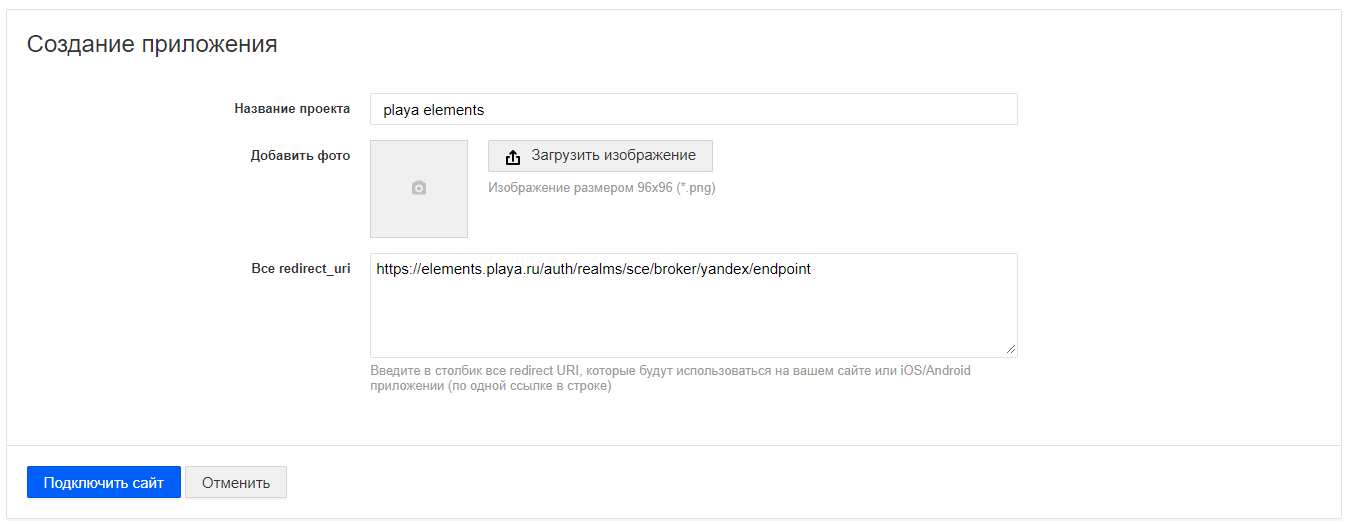 Создание приложения
Название проекта
playa elements
Добавить фото
Загрузить изображение
Изображение размером 96x96 (*.png)
Все redirect_uri
https://elements.playa.ru/auth/realms/sce/broker/yandex/endpoint
Введите в столбик все redirect URI, которые будут использоваться на вашем сайте или iOS/Android
приложении (по одной ссылке в строке)
Подключить сайт
Отменить